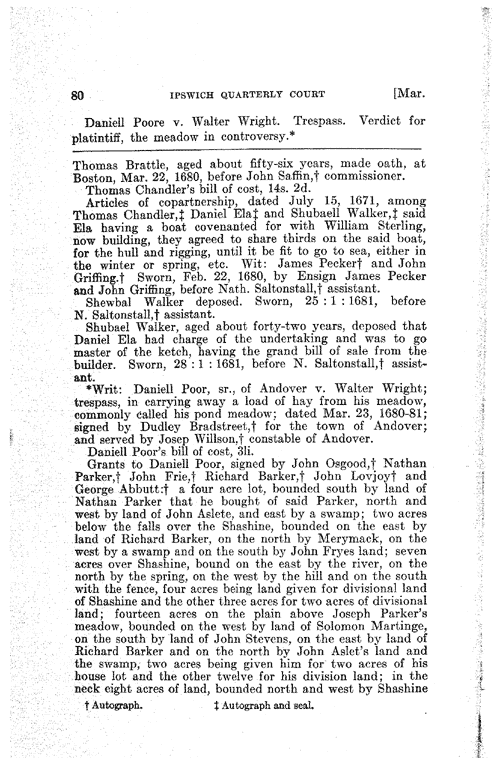 80 IPSWICH QUARTERLY COURT [Mar.
Daniell Poore v. Walter Wright. Trespass. Verdict for
platintiff, the meadow in controversy.*
Thomas Brattle, aged about fifty-six years, made oath, at
Boston, Mar. 22, 1680, before John Saffin,† commissioner.
Thomas Chandler's bill of cost, 14s. 2d.
Articles of copartnership, dated July 15, 1671, among
Thomas Chandler,‡ Daniel Ela‡ and Shubaell Walker,‡ said
Ela having a boat covenanted for with William Sterling,
now building, they agreed to share thirds on the said boat,
for the hull and rigging, until it be fit to go to sea, either in
the winter or spring, etc. Wit: James Pecker† and John
Griffing.† Sworn, Feb. 22, 1680, by Ensign James Pecker
and John Griffing, before Nath. Saltonstall,† assistant.
Shewbal Walker deposed. Sworn, 25 : 1 : 1681, before
N. Saltonstall,† assistant.
Shubael Walker, aged about forty-two years, deposed that
Daniel Ela had charge of the undertaking and was to go
master of the ketch, having the grand bill of sale from the
builder. Sworn, 28 : 1 : 1681, before N. Saltonstall,† assist-
ant.
*Writ: Daniell Poor, sr., of Andover v. Walter Wright;
trespass, in carrying away a load of hay from his meadow,
commonly called his pond meadow; dated Mar. 23, 1680-81;
signed by Dudley Bradstreet,† for the town of Andover;
and served by Josep Willson,† constable of Andover.
Daniell Poor's bill of cost, 3li.
Grants to Daniel Poor, signed by John Osgood,† Nathan
Parker,† John Frie,† Richard Barker,† John Lovjoy† and
George Abbutt:† a four acre lot, bounded south by land of
Nathan Parker that he bought of said Parker, north and
west by land of John Aslete, and east by a swamp; two acres
below the falls over the Shashine, bounded on the east by
land of Richard Barker, on the north by Merymack, on the
west by a swamp and on the south by John Fryes land; seven
acres over Shashine, bound on the east by the river, on the
north by the spring, on the west by the hill and on the south
with the fence, four acres being land given for divisional land
of Shashine and the other three acres for two acres of divisional
land; fourteen acres on the plain above Joseph Parker's
meadow, bounded on the west by land of Solomon Martinge,
on the south by land of John Stevens, on the east by land of
Richard Barker and on the north by John Aslet's land and
the swamp, two acres being given him for two acres of his
house lot and the other twelve for his division land; in the
neck eight acres of land, bounded north and west by Shashine
† Autograph. ‡ Autograph and seal.